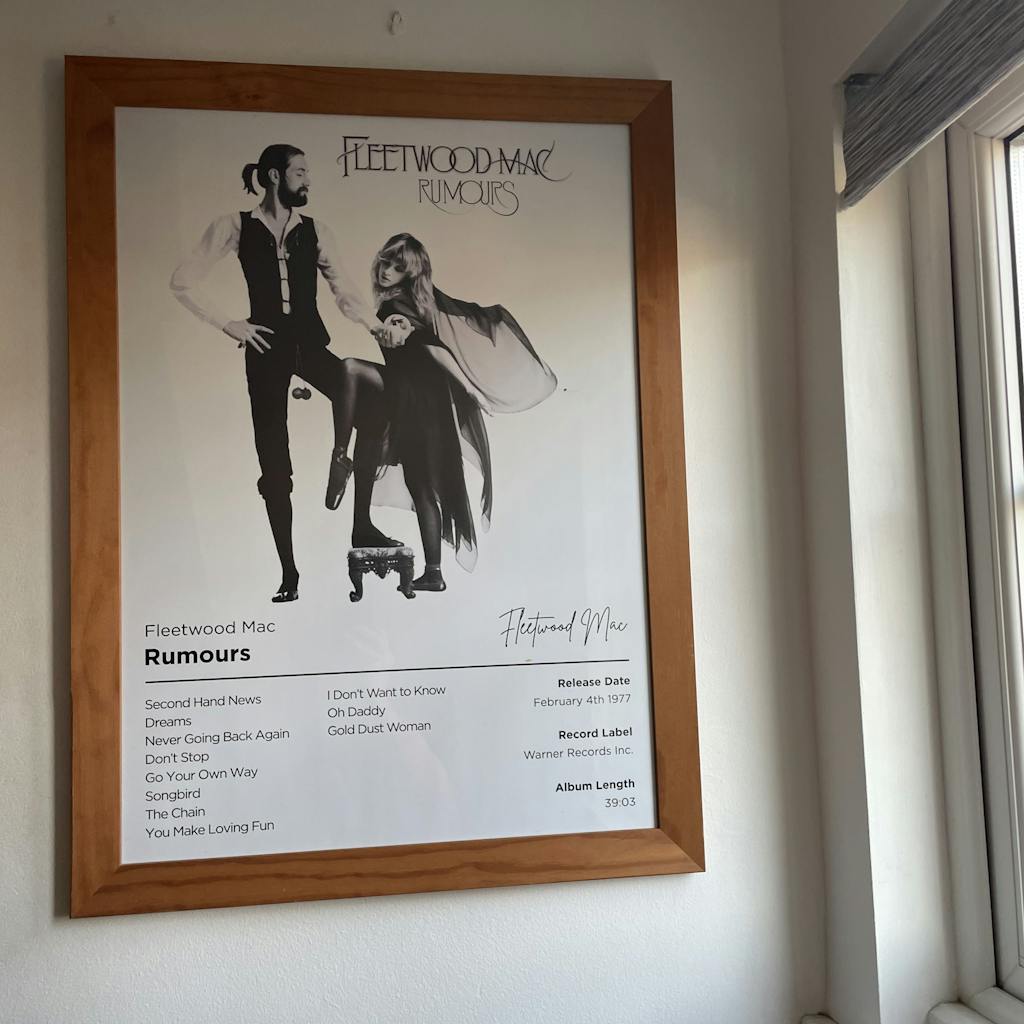 FLEETWOOD MAC
RUMOURS
Fleetwood Mac
Rumours
Fleetwood Mac
Second Hand News
Dreams
Never Going Back Again
Don't Stop
Go Your Own Way
Songbird
The Chain
You Make Loving Fun
I Don't Want to Know
Oh Daddy
Gold Dust Woman
Release Date
February 4th 1977
Record Label
Warner Records Inc.
Album Length
39:03